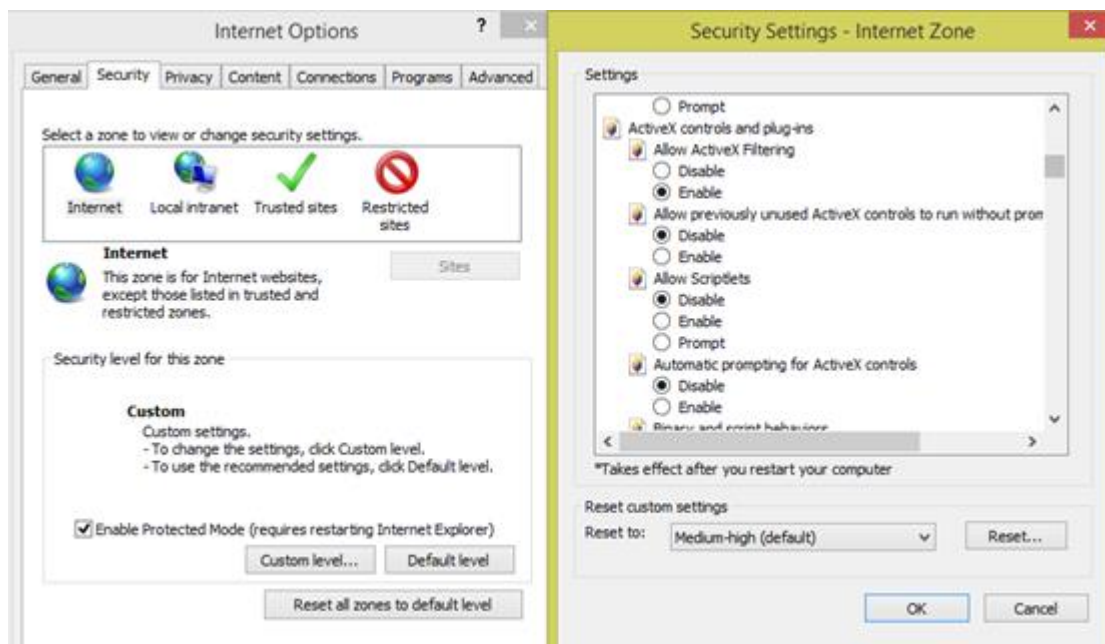 Internet Options
?
General Security Privacy Content Connections Programs Advanced
Select a zone to view or change security settings.
Internet Local intranet Trusted sites Restricted
sites
Internet
This zone is for Internet websites,
except those listed in trusted and
restricted zones.
Sites
Security level for this zone
Custom
Custom settings.
- To change the settings, click Custom level.
- To use the recommended settings, click Default level.
Enable Protected Mode (requires restarting Internet Explorer)
Custom level... Default level
Reset all zones to default level
Security Settings - Internet Zone
Settings
Prompt
ActiveX controls and plug-ins
Allow ActiveX Filtering
Disable
Enable
Allow previously unused ActiveX controls to run without pron
Disable
Enable
Allow Scriptlets
Disable
Enable
Prompt
Automatic prompting for ActiveX controls
Disable
Enable
Binary and script behaviors
*Takes effect after you restart your computer
Reset custom settings
Reset to: Medium-high (default) Reset...
OK Cancel